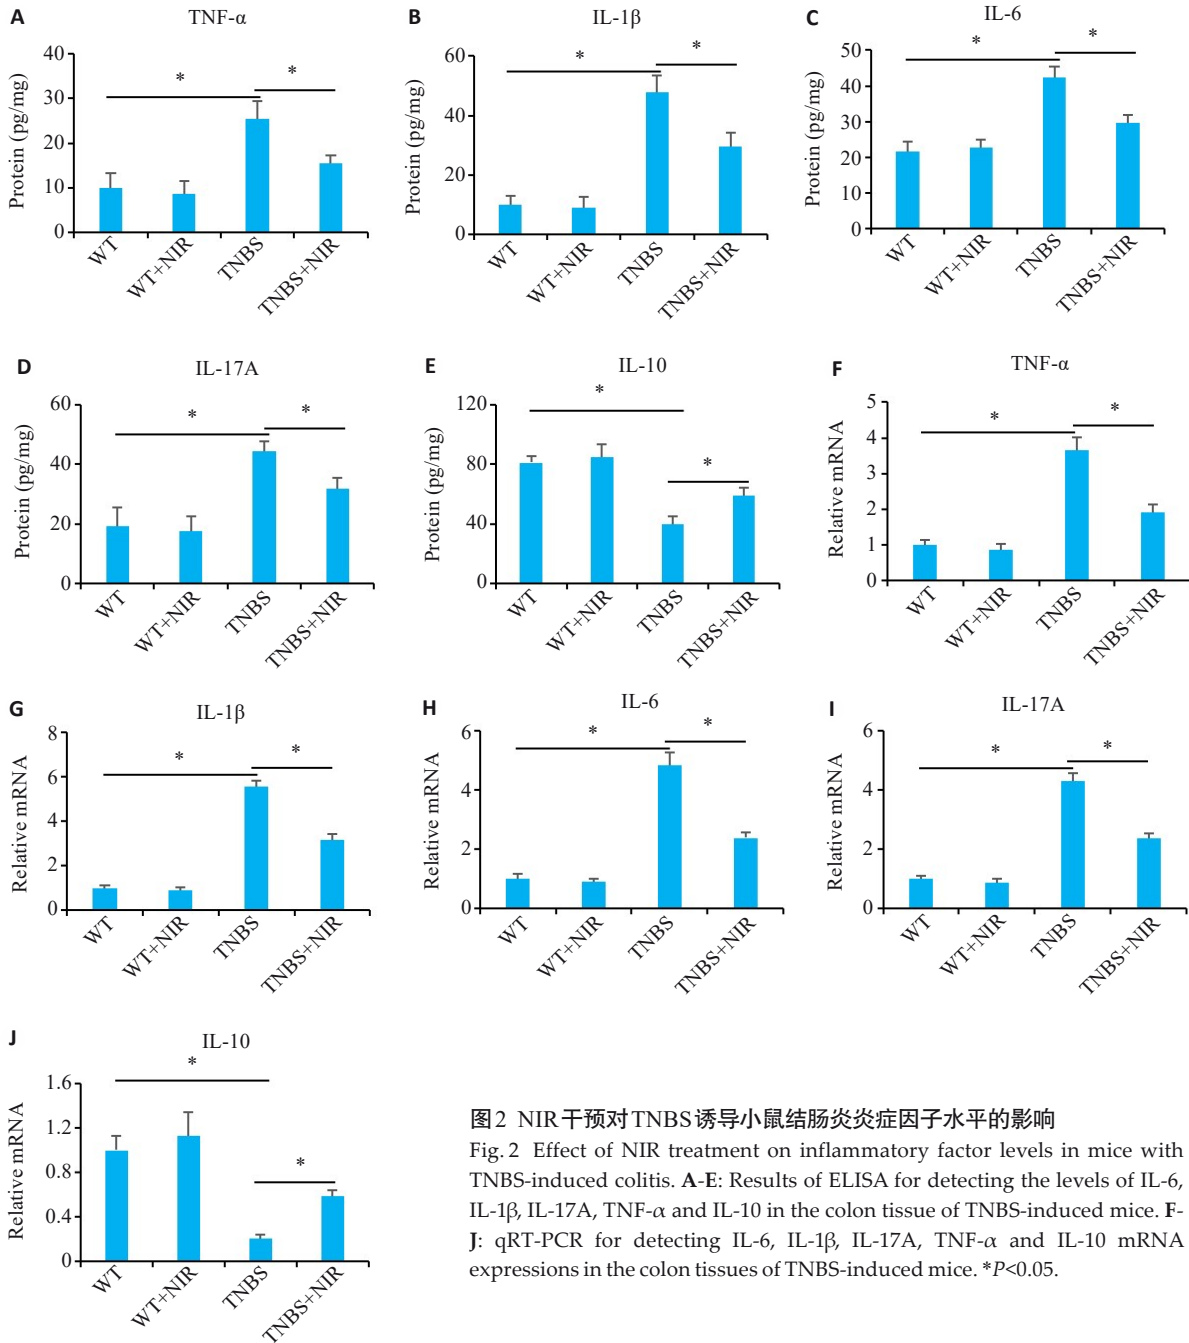 A
TNF-α
Protein (pg/mg)
40
30
20
10
0
*
*
WT
WT+NIR
TNBS
TNBS+NIR
B
IL-1β
Protein (pg/mg)
60
40
20
0
*
*
WT
WT+NIR
TNBS
TNBS+NIR
C
IL-6
Protein (pg/mg)
50
40
30
20
10
0
*
*
WT
WT+NIR
TNBS
TNBS+NIR
D
IL-17A
Protein (pg/mg)
60
40
20
0
*
*
WT
WT+NIR
TNBS
TNBS+NIR
E
IL-10
Protein (pg/mg)
120
80
40
0
*
*
WT
WT+NIR
TNBS
TNBS+NIR
F
TNF-α
Relative mRNA
5
4
3
2
1
0
*
*
WT
WT+NIR
TNBS
TNBS+NIR
G
IL-1β
Relative mRNA
8
6
4
2
0
*
*
WT
WT+NIR
TNBS
TNBS+NIR
H
IL-6
Relative mRNA
6
4
2
0
*
*
WT
WT+NIR
TNBS
TNBS+NIR
I
IL-17A
Relative mRNA
6
4
2
0
*
*
WT
WT+NIR
TNBS
TNBS+NIR
J
IL-10
Relative mRNA
1.6
1.2
0.8
0.4
0
*
*
WT
WT+NIR
TNBS
TNBS+NIR
图2 NIR干预对TNBS诱导小鼠结肠炎炎症因子水平的影响
Fig. 2 Effect of NIR treatment on inflammatory factor levels in mice with
TNBS-induced colitis. A-E: Results of ELISA for detecting the levels of IL-6,
IL-1β, IL-17A, TNF-α and IL-10 in the colon tissue of TNBS-induced mice. F-
J: qRT-PCR for detecting IL-6, IL-1β, IL-17A, TNF-α and IL-10 mRNA
expressions in the colon tissues of TNBS-induced mice. *P<0.05.